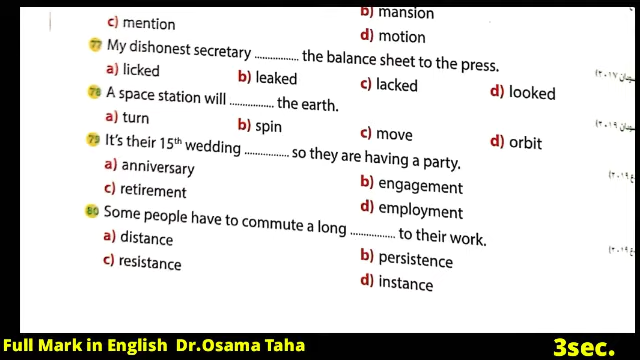 b) mansion
c) mention
d) motion
77 My dishonest secretary ............... the balance sheet to the press.
a) licked b) leaked c) lacked d) looked
78 A space station will ............... the earth.
a) turn b) spin c) move d) orbit
79 It's their 15th wedding ............... so they are having a party.
a) anniversary b) engagement
c) retirement d) employment
80 Some people have to commute a long ............... to their work.
a) distance b) persistence
c) resistance d) instance
Full Mark in English Dr.Osama Taha 3sec.